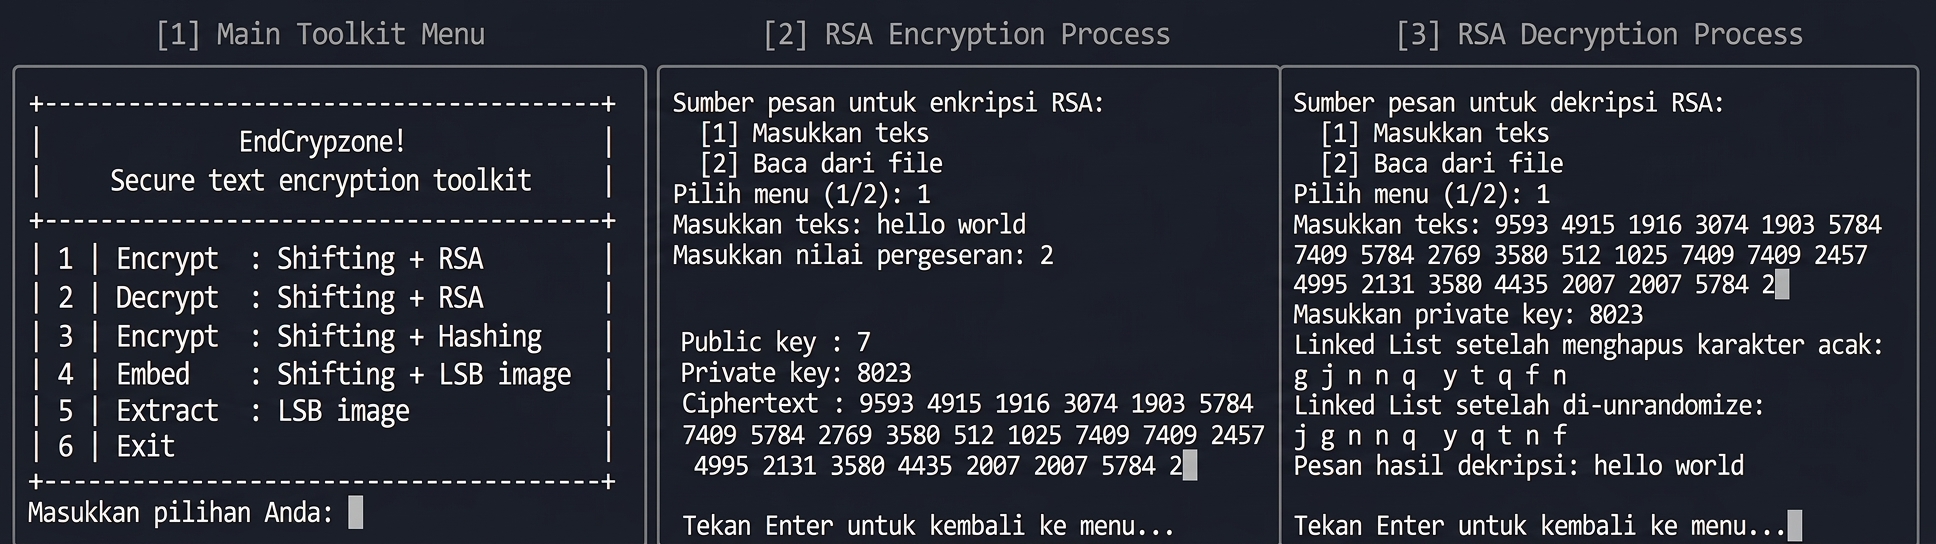 [1] Main Toolkit Menu
+-----------------------------------------+
| EndCrypzone! |
| Secure text encryption toolkit |
+-----------------------------------------+
| 1 | Encrypt : Shifting + RSA |
| 2 | Decrypt : Shifting + RSA |
| 3 | Encrypt : Shifting + Hashing |
| 4 | Embed : Shifting + LSB image |
| 5 | Extract : LSB image |
| 6 | Exit |
+-----------------------------------------+
Masukkan pilihan Anda:
[2] RSA Encryption Process
Sumber pesan untuk enkripsi RSA:
[1] Masukkan teks
[2] Baca dari file
Pilih menu (1/2): 1
Masukkan teks: hello world
Masukkan nilai pergeseran: 2
Public key : 7
Private key: 8023
Ciphertext : 9593 4915 1916 3074 1903 5784
7409 5784 2769 3580 512 1025 7409 7409 2457
4995 2131 3580 4435 2007 2007 5784 2
Tekan Enter untuk kembali ke menu...
[3] RSA Decryption Process
Sumber pesan untuk dekripsi RSA:
[1] Masukkan teks
[2] Baca dari file
Pilih menu (1/2): 1
Masukkan teks: 9593 4915 1916 3074 1903 5784
7409 5784 2769 3580 512 1025 7409 7409 2457
4995 2131 3580 4435 2007 2007 5784 2
Masukkan private key: 8023
Linked List setelah menghapus karakter acak:
g j n n q  y t q f n
Linked List setelah di-unrandomize:
j g n n q  y q t n f
Pesan hasil dekripsi: hello world
Tekan Enter untuk kembali ke menu...